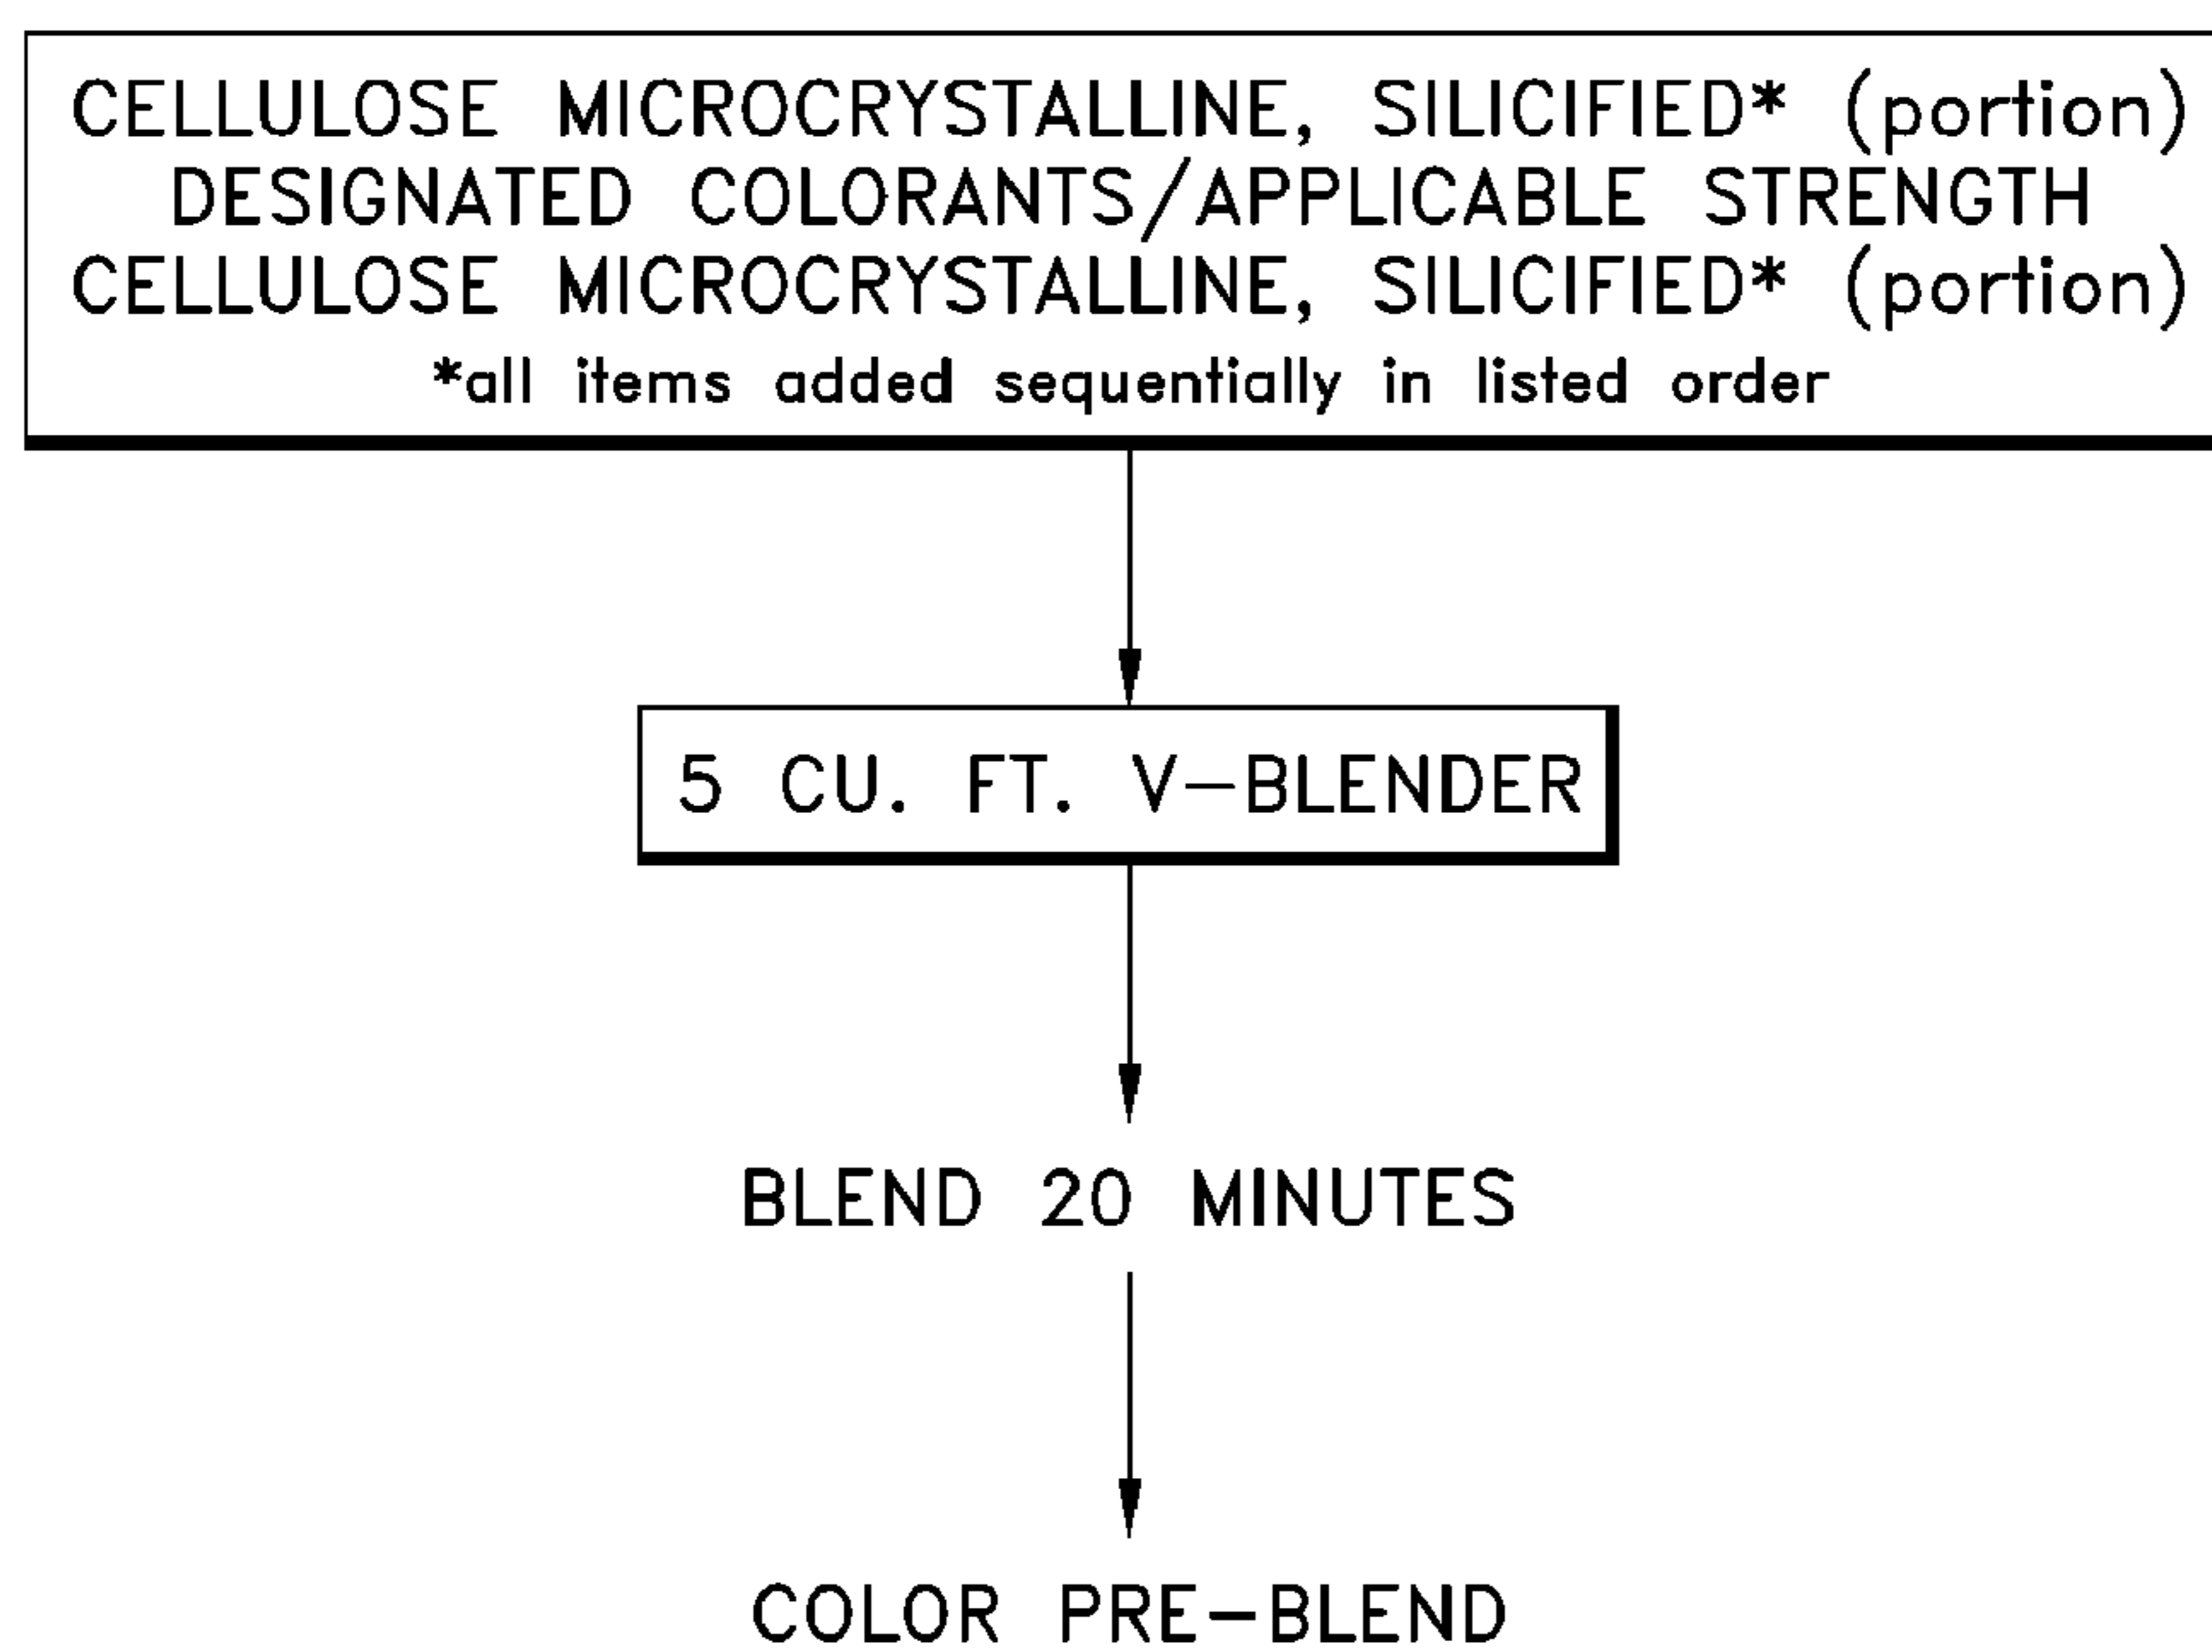 CELLULOSE MICROCRYSTALLINE, SILICIFIED* (portion)
DESIGNATED COLORANTS/APPLICABLE STRENGTH
CELLULOSE MICROCRYSTALLINE, SILICIFIED* (portion)
*all items added sequentially in listed order
5 CU. FT. V-BLENDER
BLEND 20 MINUTES
COLOR PRE-BLEND